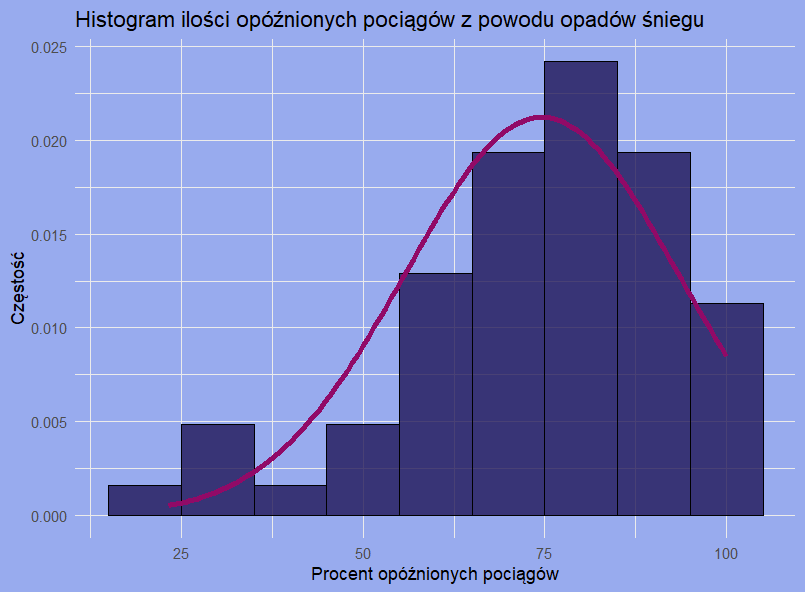 Histogram ilości opóźnionych pociągów z powodu opadów śniegu
0.025
0.020
0.015
0.010
0.005
0.000
Częstość
25 50 75 100
Procent opóźnionych pociągów